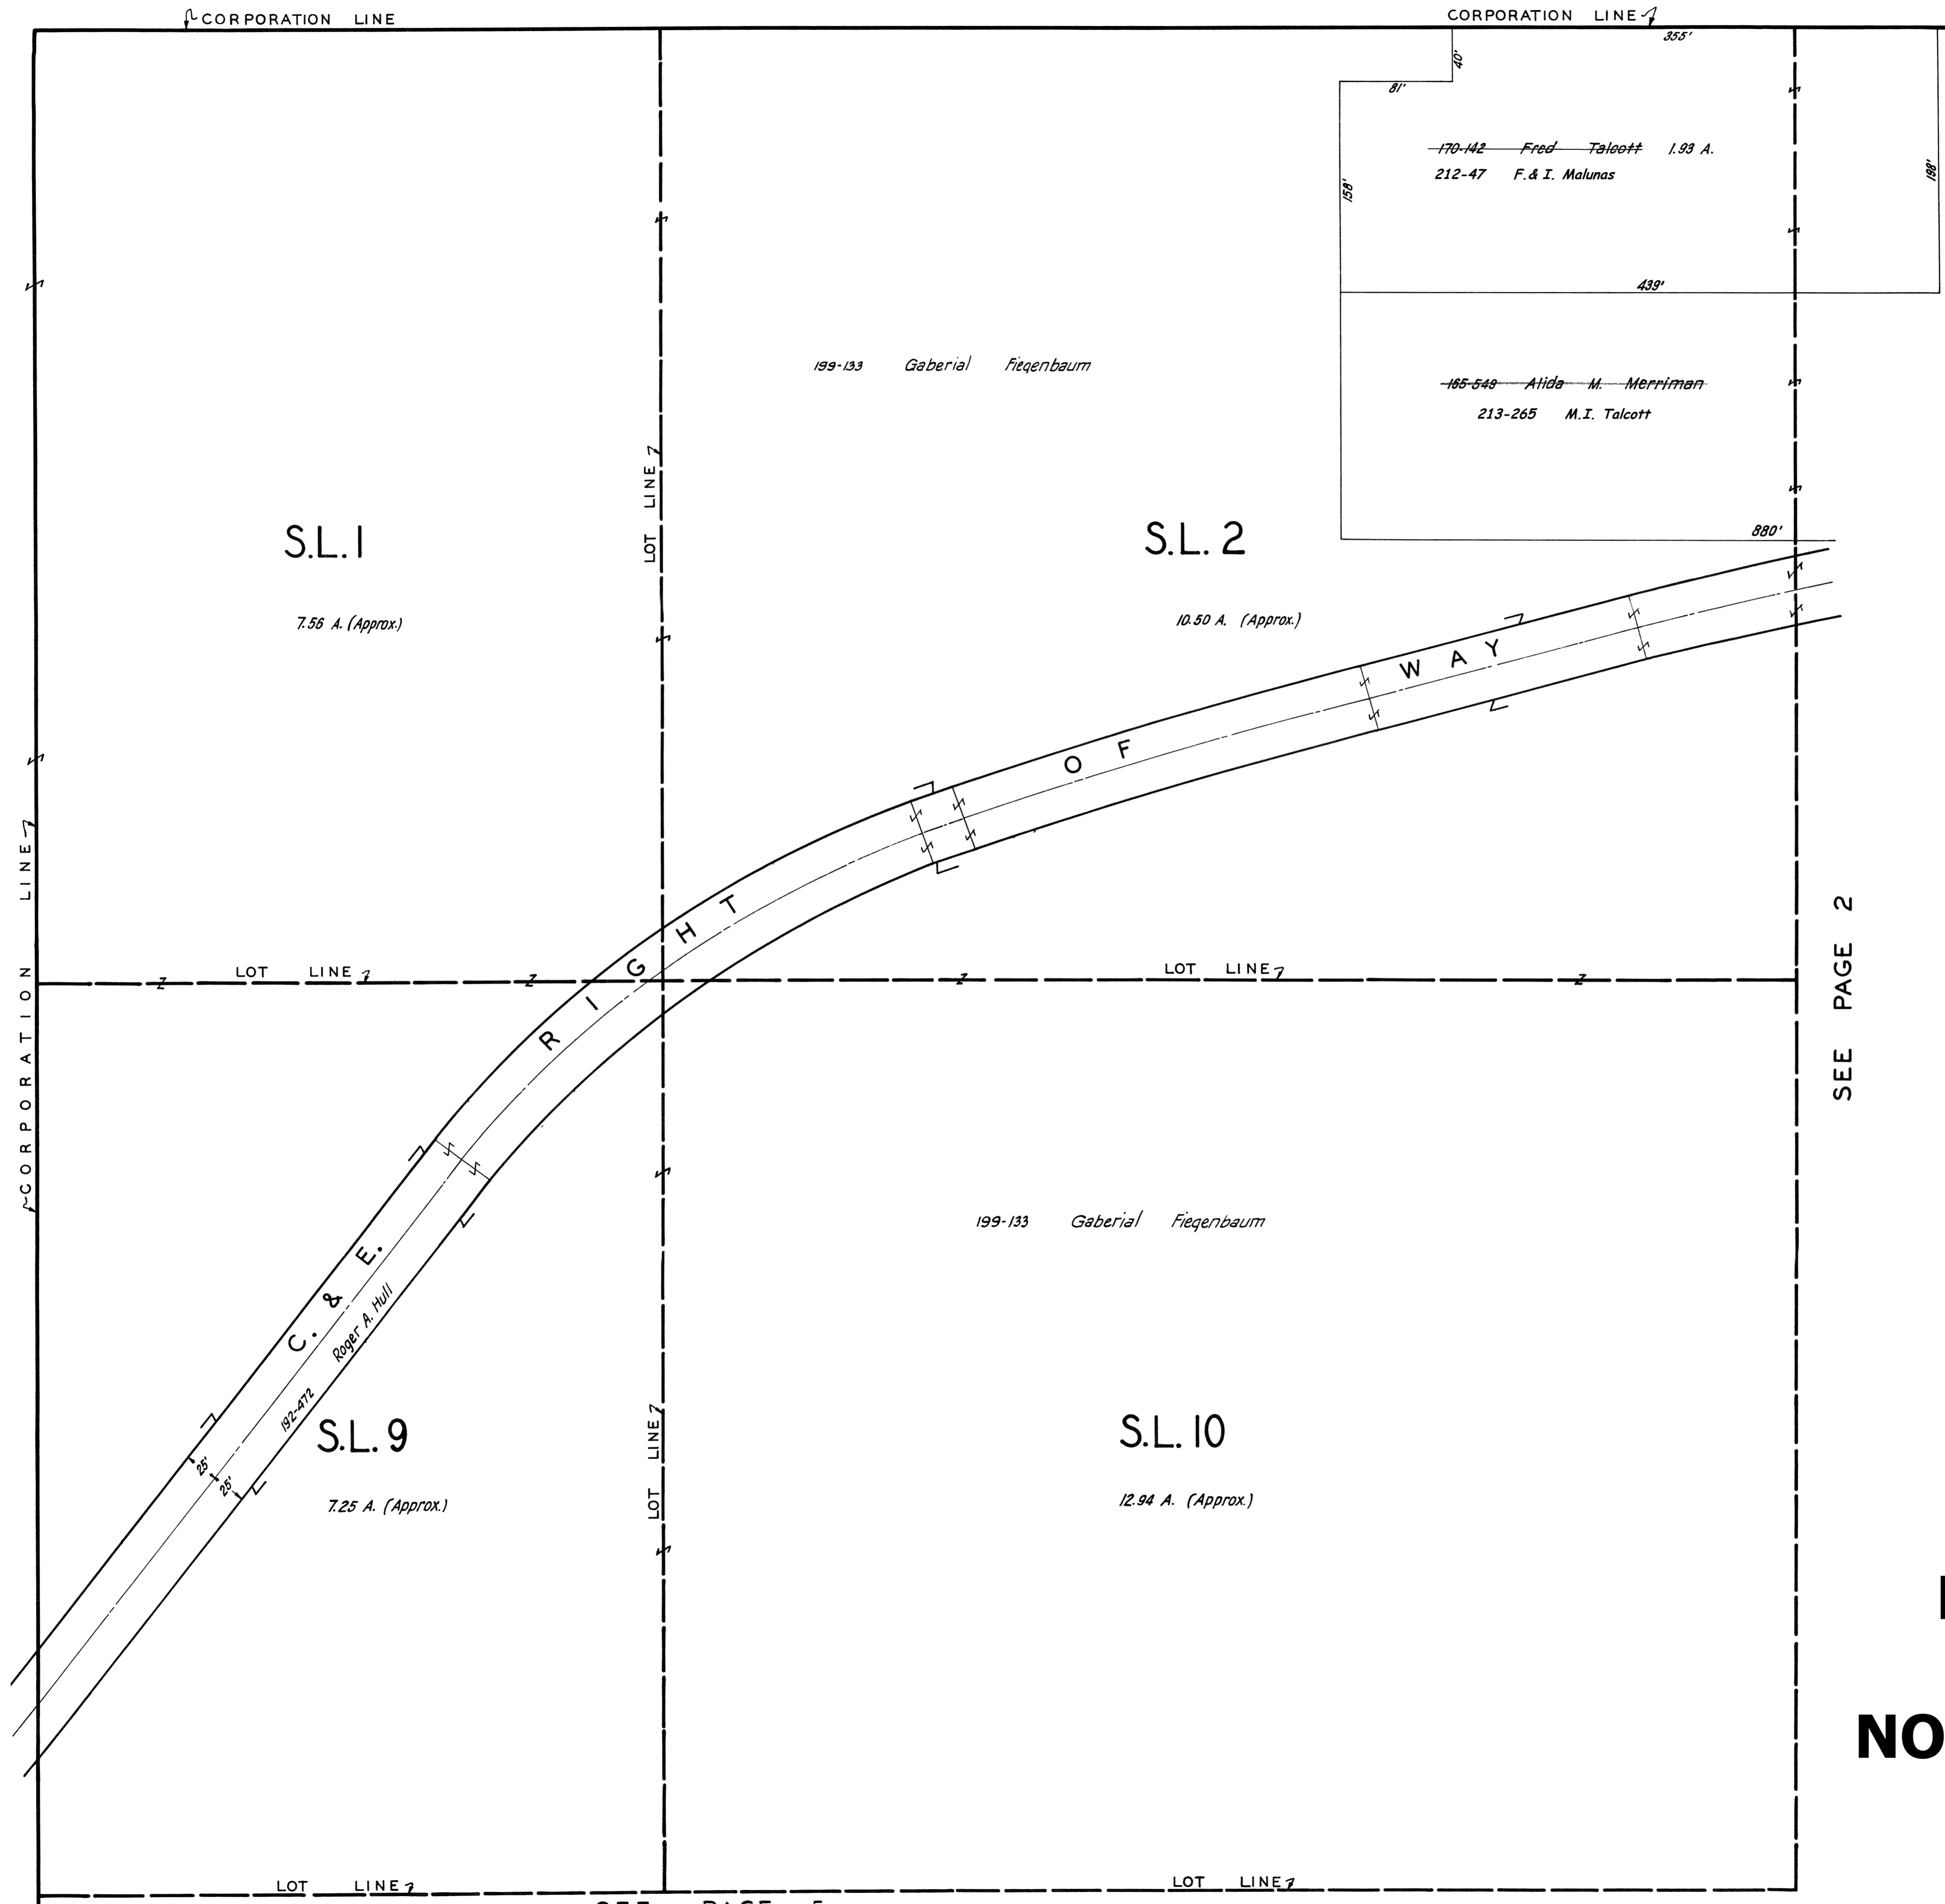 CORPORATION LINE
CORPORATION LINE
355'
40'
81'
170-142 Fred Talcott 1.93 A.
212-47 F. & I. Malunas
158'
198'
439'
199-133 Gaberial Fiegenbaum
165-549 Alida M. Merriman
213-265 M.I. Talcott
LOT LINE
S.L. 1
S.L. 2
880'
7.56 A. (Approx.)
10.50 A. (Approx.)
C. & E. RIGHT OF WAY
CORPORATION LINE
LOT LINE
LOT LINE
SEE PAGE 2
199-133 Gaberial Fiegenbaum
192-472 Roger A. Hull
S.L. 9
S.L. 10
LOT LINE
25'
25'
7.25 A. (Approx.)
12.94 A. (Approx.)
NO
LOT LINE
LOT LINE